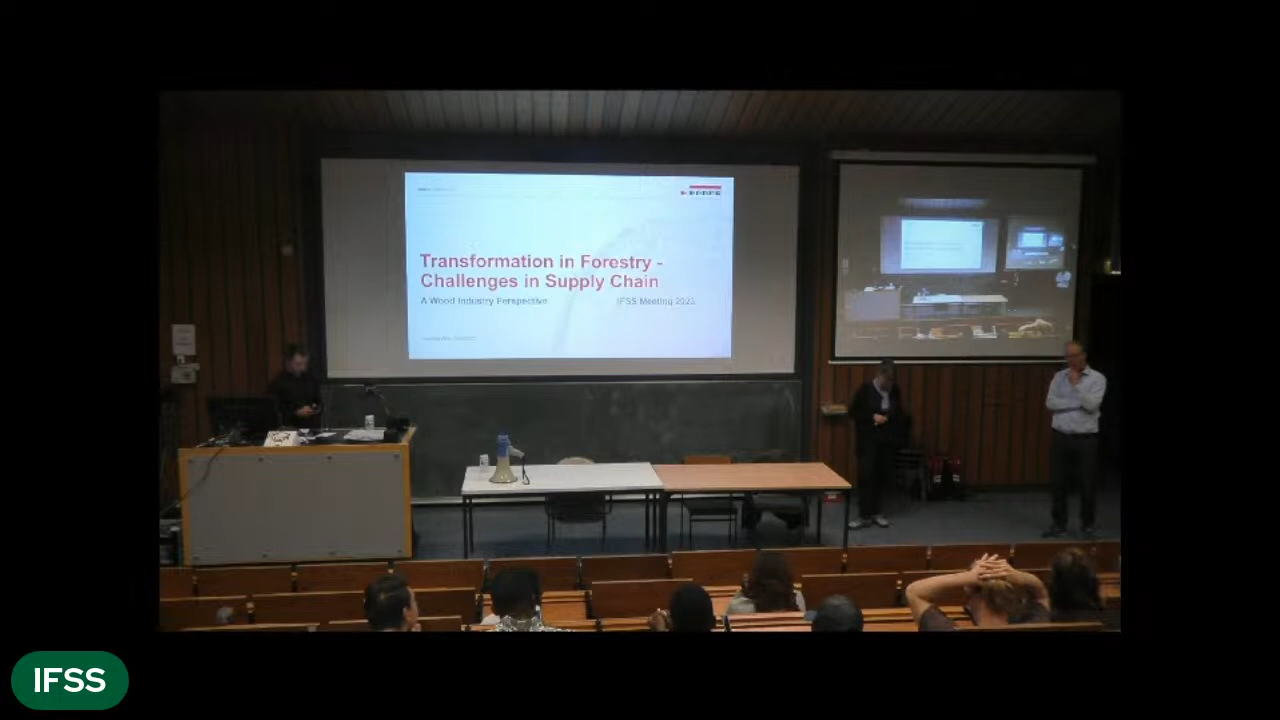 Transformation in Forestry -
Challenges in Supply Chain
A Wood Industry Perspective
IFSS Meeting 2023
IFSS